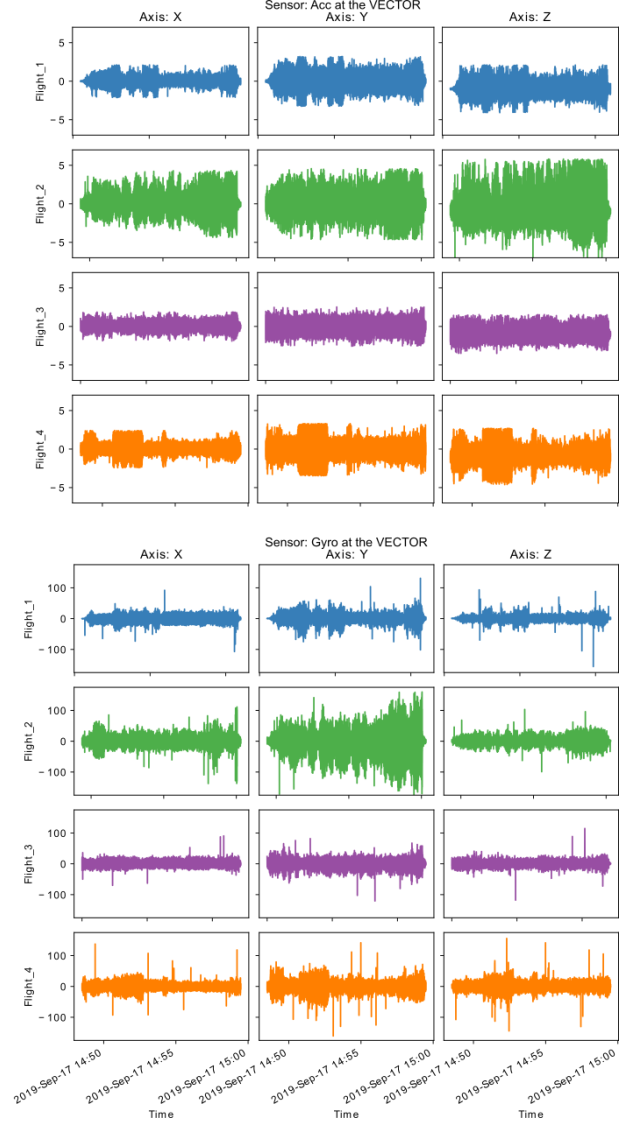 Sensor: Acc at the VECTOR
Axis: X Axis: Y Axis: Z
Flight_1
5
0
− 5
Flight_2
5
0
− 5
Flight_3
5
0
− 5
Flight_4
5
0
− 5
Sensor: Gyro at the VECTOR
Axis: X Axis: Y Axis: Z
Flight_1
100
0
− 100
Flight_2
100
0
− 100
Flight_3
100
0
− 100
Flight_4
100
0
− 100
2019-Sep-17 14:50 2019-Sep-17 14:55 2019-Sep-17 15:00 2019-Sep-17 14:50 2019-Sep-17 14:55 2019-Sep-17 15:00 2019-Sep-17 14:50 2019-Sep-17 14:55 2019-Sep-17 15:00
Time Time Time